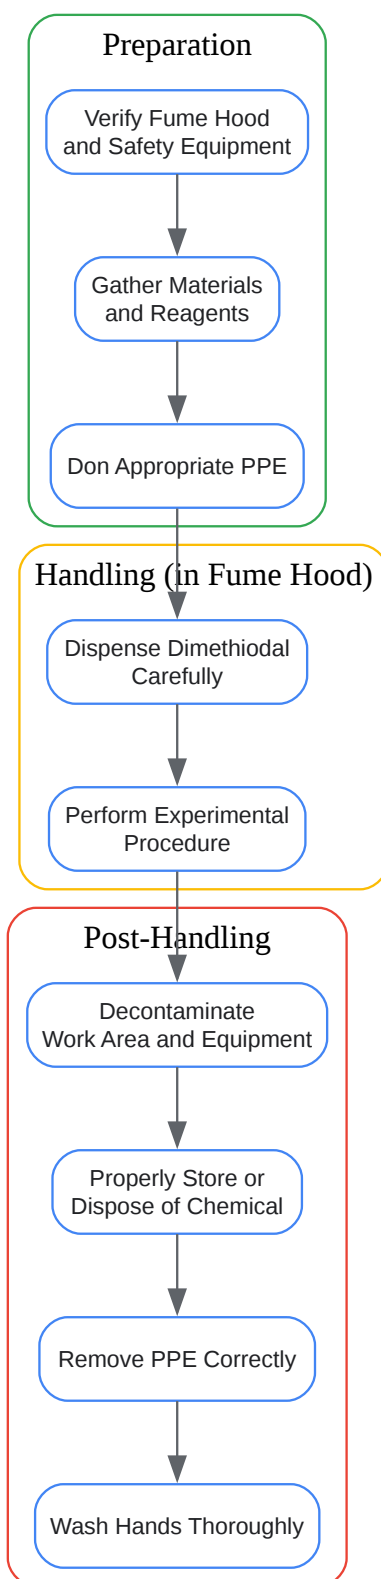 Preparation
Verify Fume Hood
and Safety Equipment
Gather Materials
and Reagents
Don Appropriate PPE
Handling (in Fume Hood)
Dispense Dimethiodal
Carefully
Perform Experimental
Procedure
Post-Handling
Decontaminate
Work Area and Equipment
Properly Store or
Dispose of Chemical
Remove PPE Correctly
Wash Hands Thoroughly